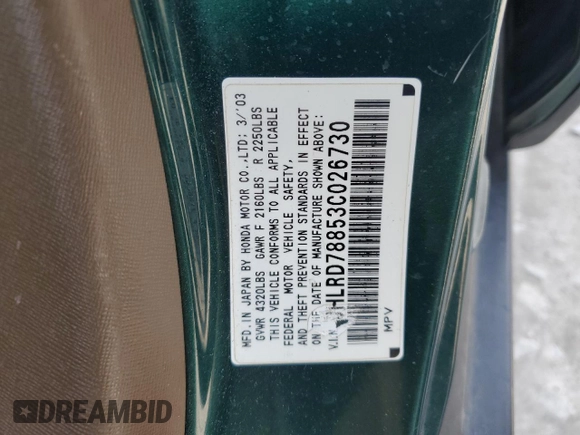 MFD.IN JAPAN BY HONDA MOTOR CO.,LTD: 3/'03
GVWR 4320LBS GAWR F 2160LBS R 2250LBS
THIS VEHICLE CONFORMS TO ALL APPLICABLE
FEDERAL MOTOR VEHICLE SAFETY,
AND THEFT PREVENTION STANDARDS IN EFFECT
ON THE DATE OF MANUFACTURE SHOWN ABOVE:
V.I.N. HLRD78853C026730
MPV
DREAMBID